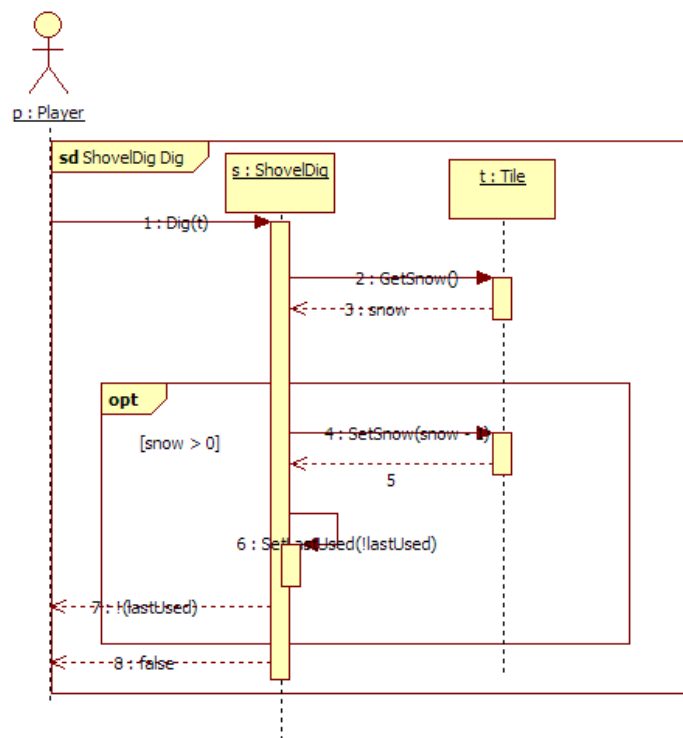 p : Player
sd ShovelDig Dig
s : ShovelDig
t : Tile
1 : Dig(t)
2 : GetSnow()
3 : snow
opt
[snow > 0]
4 : SetSnow(snow -
5
6 : SetLastUsed(!lastUsed)
7 : !(lastUsed)
8 : false